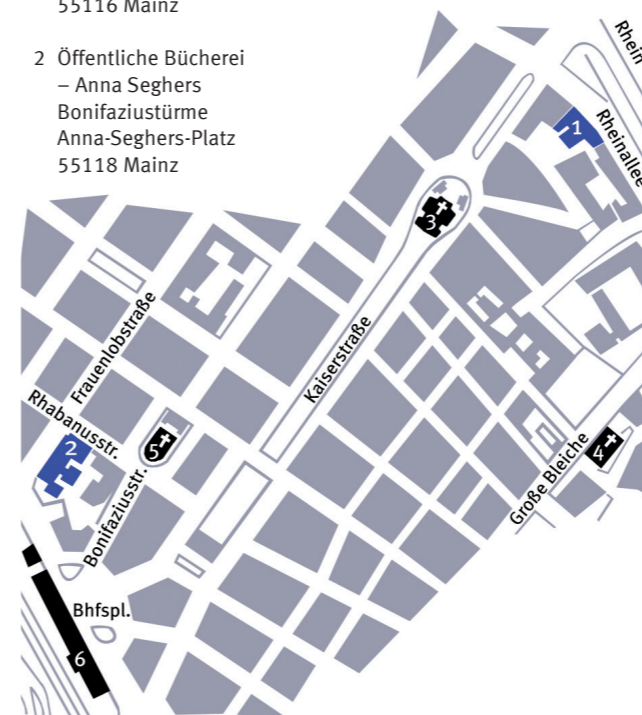 55116 Mainz
2 Öffentliche Bücherei
– Anna Seghers
Bonifaziustürme
Anna-Seghers-Platz
55118 Mainz
Rhein
Rheinallee
1
3
Kaiserstraße
Frauenlobstraße
Rhabanusstr.
2
5
Bonifaziusstr.
4
Große Bleiche
Bhfspl.
6